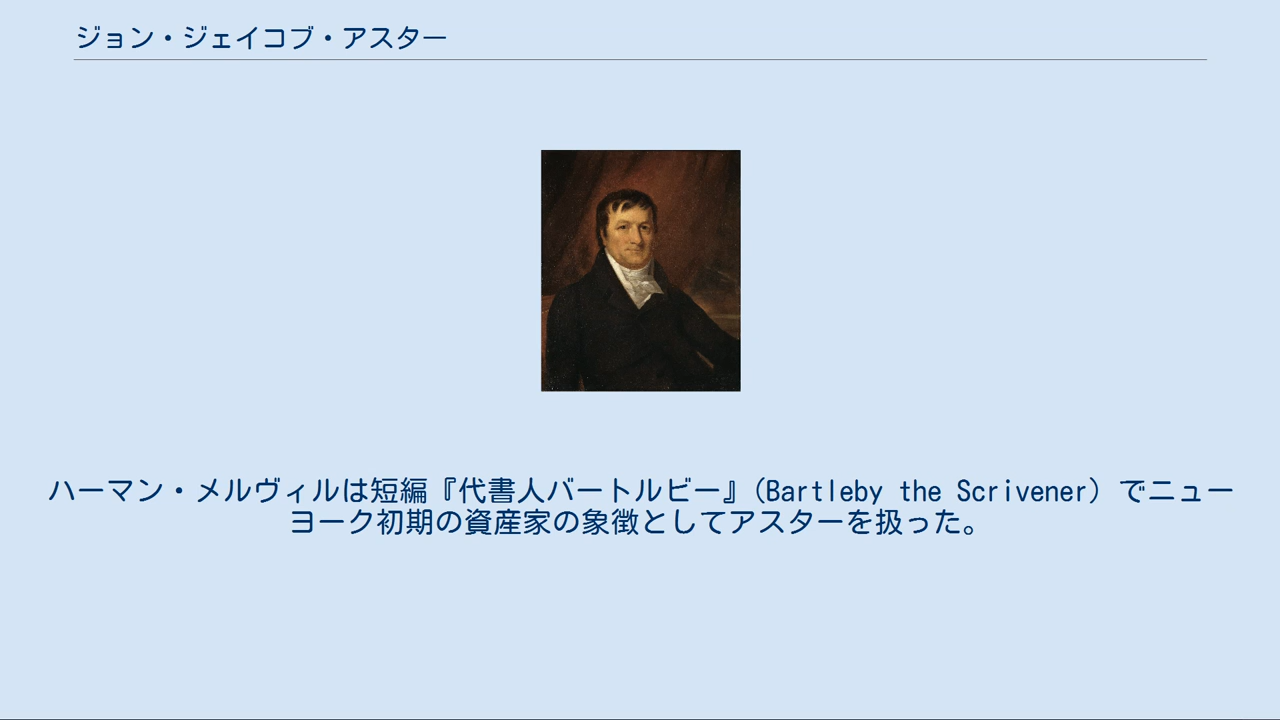 ジョン・ジェイコブ・アスター
ハーマン・メルヴィルは短編『代書人バートルビー』(Bartleby the Scrivener) でニュー
ヨーク初期の資産家の象徴としてアスターを扱った。